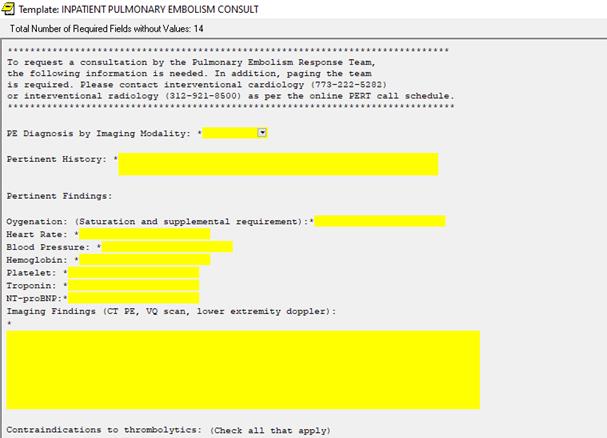 Template: INPATIENT PULMONARY EMBOLISM CONSULT
Total Number of Required Fields without Values: 14
*******************************************************************************
To request a consultation by the Pulmonary Embolism Response Team,
the following information is needed. In addition, paging the team
is required. Please contact interventional cardiology (773-222-5282)
or interventional radiology (312-921-8500) as per the online PERT call schedule.
********************************************************************************
PE Diagnosis by Imaging Modality: *
Pertinent History: *
Pertinent Findings:
Oygenation: (Saturation and supplemental requirement):*
Heart Rate: *
Blood Pressure: *
Hemoglobin: *
Platelet: *
Troponin: *
NT-proBNP:*
Imaging Findings (CT PE, VQ scan, lower extremity doppler):
*
Contraindications to thrombolytics: (Check all that apply)